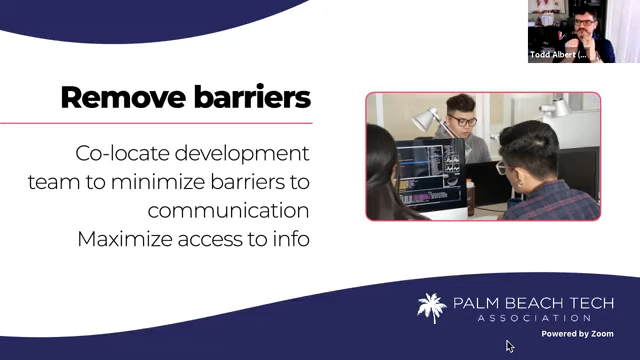 Todd Albert (...
Remove barriers
Co-locate development
team to minimize barriers to
communication
Maximize access to info
PALM BEACH TECH
ASSOCIATION
Powered by Zoom